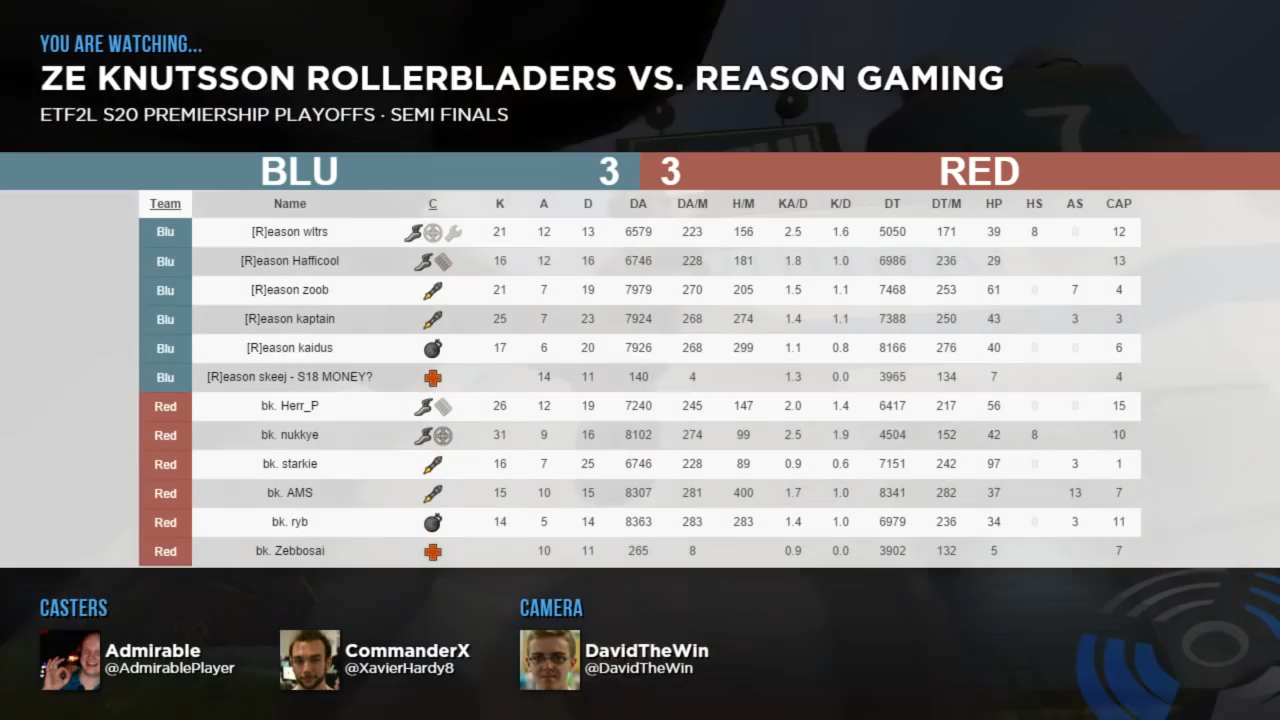 YOU ARE WATCHING...
ZE KNUTSSON ROLLERBLADERS VS. REASON GAMING
ETF2L S20 PREMIERSHIP PLAYOFFS · SEMI FINALS
BLU 3 3 RED
Team Name C K A D DA DA/M H/M KA/D K/D DT DT/M HP HS AS CAP
Blu [R]eason wltrs 21 12 13 6579 223 156 2.5 1.6 5050 171 39 8 0 12
Blu [R]eason Hafficool 16 12 16 6746 228 181 1.8 1.0 6986 236 29 13
Blu [R]eason zoob 21 7 19 7979 270 205 1.5 1.1 7468 253 61 0 7 4
Blu [R]eason kaptain 25 7 23 7924 268 274 1.4 1.1 7388 250 43 3 3
Blu [R]eason kaidus 17 6 20 7926 268 299 1.1 0.8 8166 276 40 0 0 6
Blu [R]eason skeej - S18 MONEY? 14 11 140 4 1.3 0.0 3965 134 7 4
Red bk. Herr_P 26 12 19 7240 245 147 2.0 1.4 6417 217 56 0 0 15
Red bk. nukkye 31 9 16 8102 274 99 2.5 1.9 4504 152 42 8 10
Red bk. starkie 16 7 25 6746 228 89 0.9 0.6 7151 242 97 0 3 1
Red bk. AMS 15 10 15 8307 281 400 1.7 1.0 8341 282 37 13 7
Red bk. ryb 14 5 14 8363 283 283 1.4 1.0 6979 236 34 0 3 11
Red bk. Zebbosai 10 11 265 8 0.9 0.0 3902 132 5 7
CASTERS
Admirable
@AdmirablePlayer
CommanderX
@XavierHardy8
CAMERA
DavidTheWin
@DavidTheWin
7